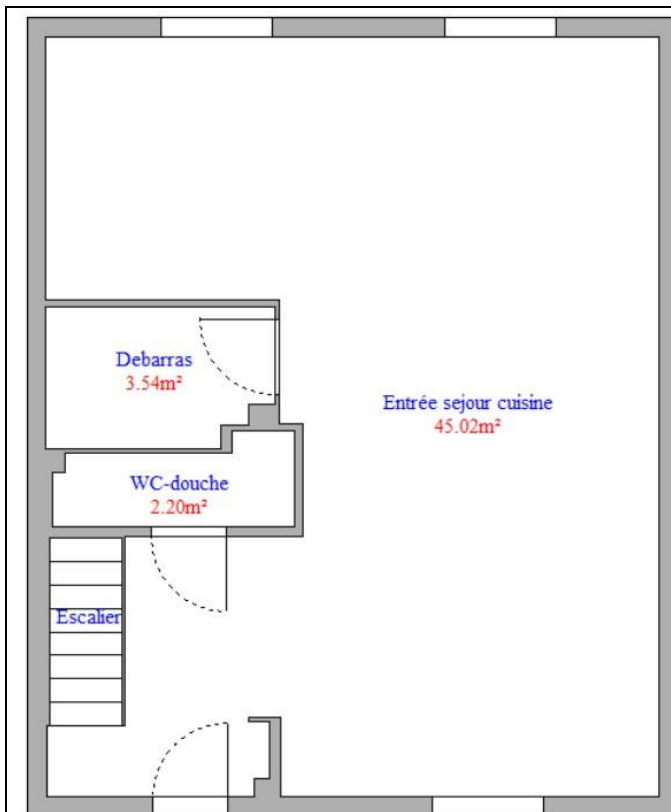 Debarras
3.54m²
Entrée sejour cuisine
45.02m²
WC-douche
2.20m²
Escalier